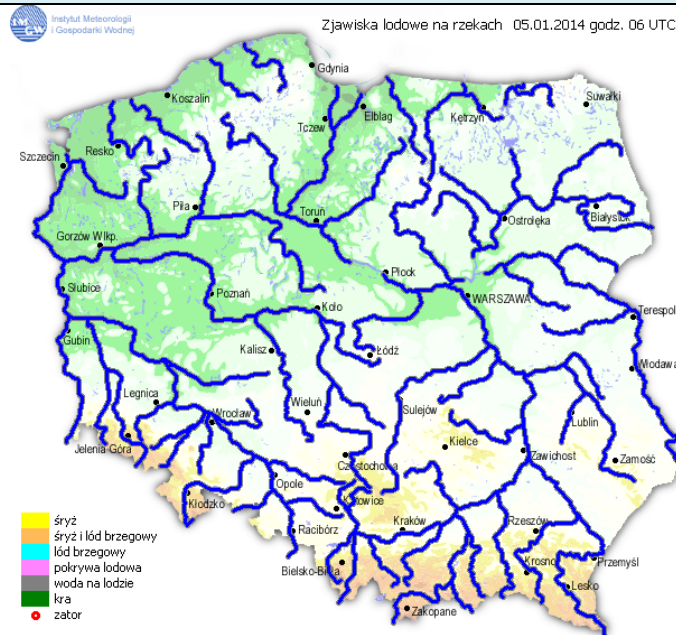 Instytut Meteorologii
i Gospodarki Wodnej
Zjawiska lodowe na rzekach 05.01.2014 godz. 06 UTC
Gdynia
Koszalin
Suwałki
Elbląg
Kętrzyn
Tczew
Resko
Szczecin
Piła
Toruń
Białystok
Ostrołęka
Gorzów Wlkp.
Płock
Słubice
Poznań
WARSZAWA
Koło
Terespol
Gubin
Kalisz
Łódź
Włodawa
Legnica
Wieluń
Sulejów
Wrocław
Lublin
Jelenia Góra
Kielce
Zawichost
Częstochowa
Zamość
Opole
Kłodzko
Katowice
Racibórz
Kraków
Rzeszów
Bielsko-Biała
Krosno
Przemyśl
Lesko
Zakopane
śryż
śryż i lód brzegowy
lód brzegowy
pokrywa lodowa
woda na lodzie
kra
zator